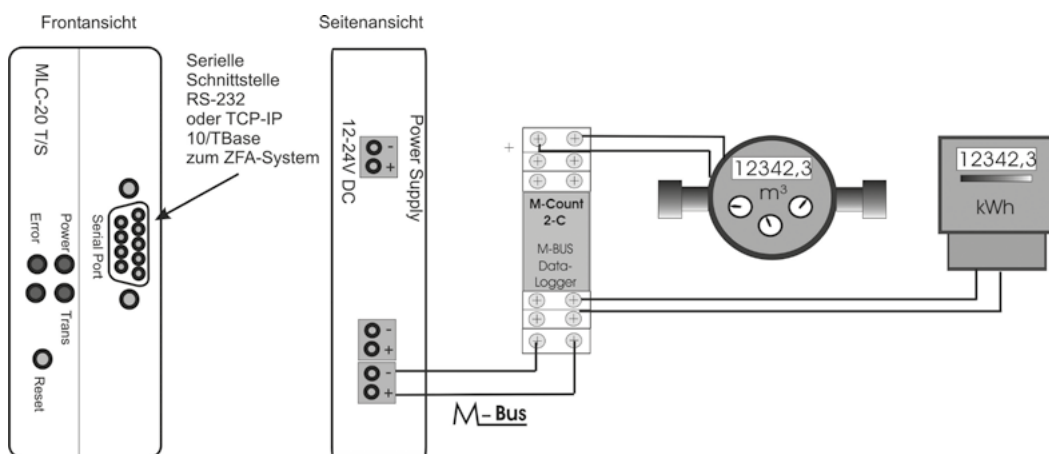 Frontansicht
Seitenansicht
MLC-20 T/S
Error
Power
Trans
Reset
Serial Port
Serielle
Schnittstelle
RS-232
oder TCP-IP
10/TBase
zum ZFA-System
12-24V DC
Power Supply
-
+
-
+
-
+
+
M-Count
2-C
M-BUS
Data-
Logger
M-Bus
12342,3
m³
12342,3
kWh